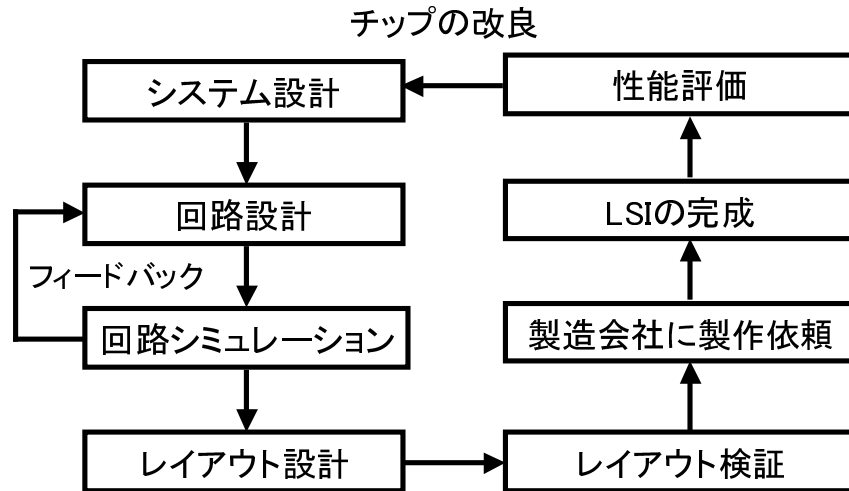 チップの改良
システム設計
回路設計
フィードバック
回路シミュレーション
レイアウト設計
レイアウト検証
製造会社に製作依頼
LSIの完成
性能評価